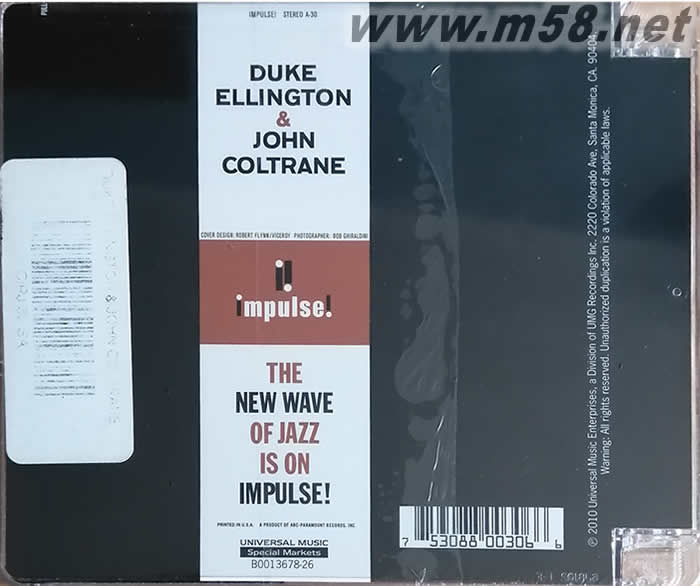 www.m58.net
IMPULSE! STEREO A-30
DUKE
ELLINGTON
&
JOHN
COLTRANE
COVER DESIGN: ROBERT FLYNN/VICEROY PHOTOGRAPHER: BOB GHIRALDINI
impulse!
THE
NEW WAVE
OF JAZZ
IS ON
IMPULSE!
PRINTED IN U.S.A. A PRODUCT OF ABC-PARAMOUNT RECORDS, INC.
UNIVERSAL MUSIC
Special Markets
B0013678-26
7 53088 00306 6
℗ 2010 Universal Music Enterprises, a Division of UMG Recordings Inc. 2220 Colorado Ave, Santa Monica, CA. 90404.
Warning: All rights reserved. Unauthorized duplication is a violation of applicable laws.